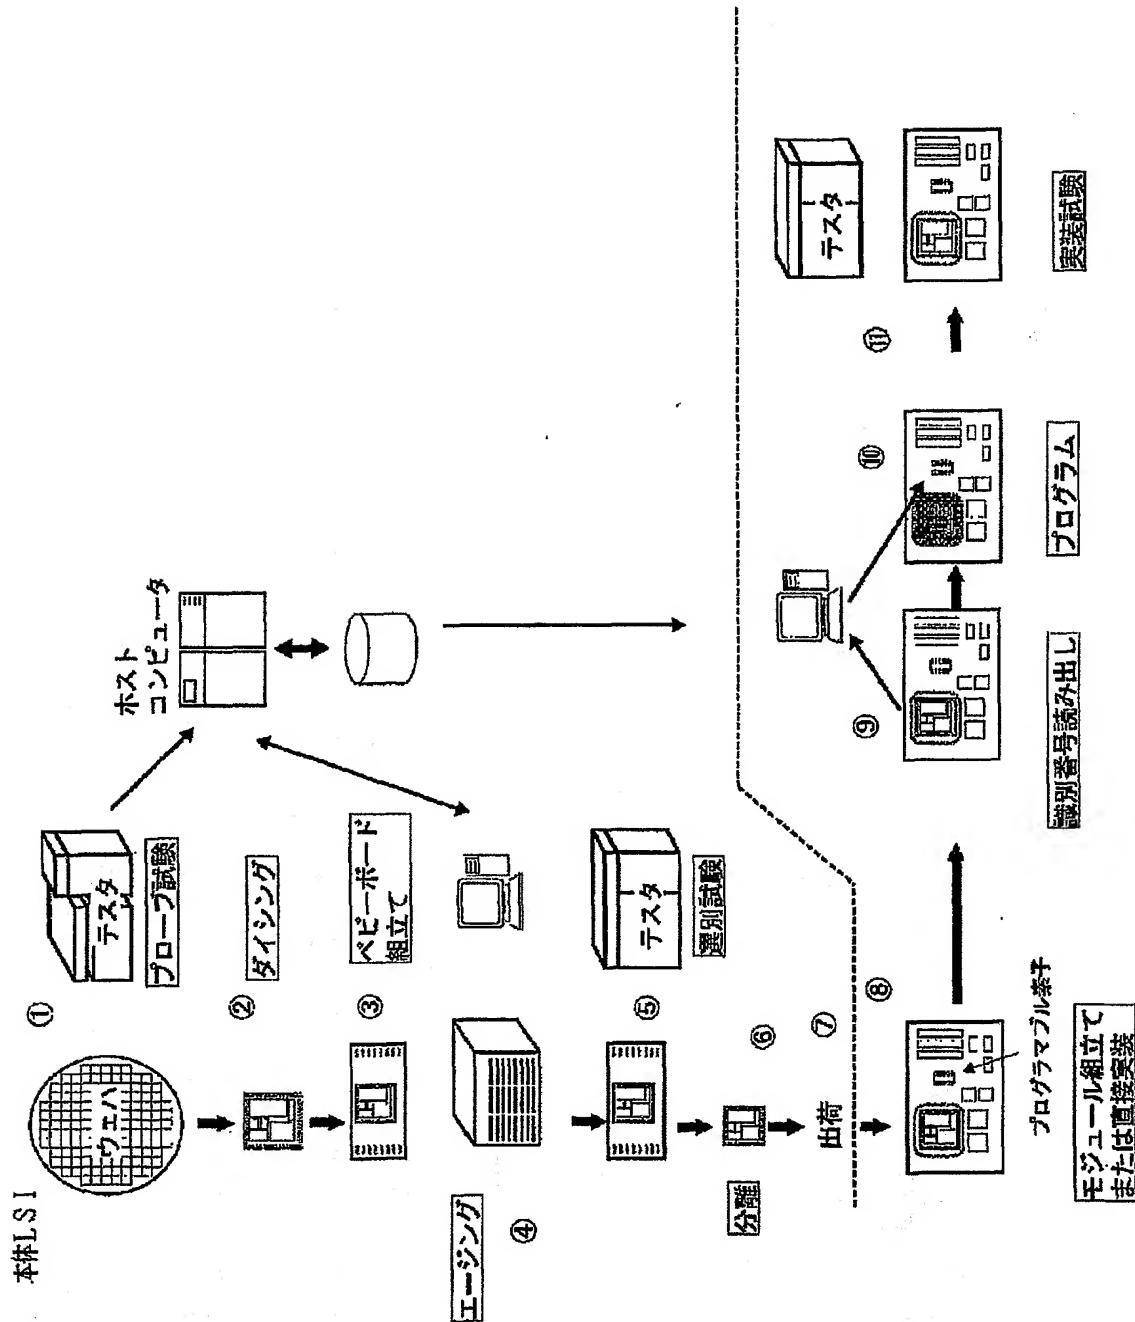 本体LSI
ウェハ
①
テスタ
プローブ試験
ホスト
コンピュータ
②
ダイシング
③
ベビーボード
組立て
エージング
④
⑤
テスタ
選別試験
分離
⑥
出荷
⑦
⑧
プログラマブル素子
モジュール組立て
または直接実装
⑨
識別番号読み出し
⑩
プログラム
⑪
テスタ
実装試験